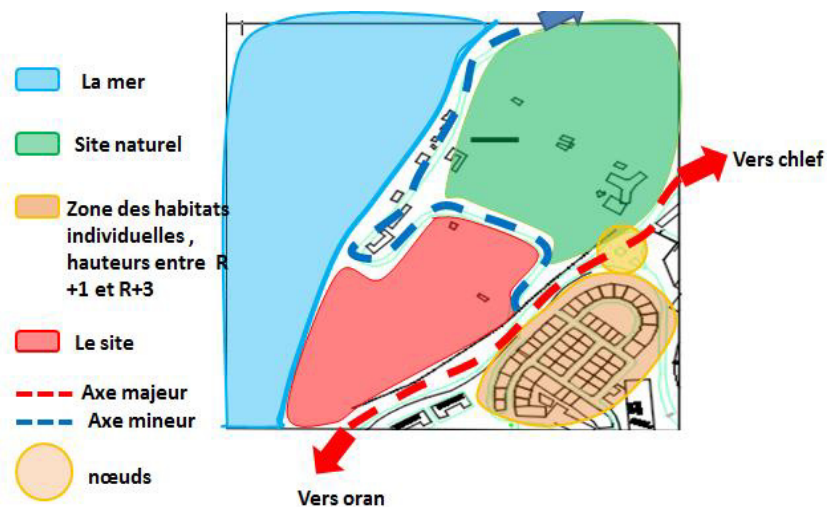 La mer
Site naturel
Zone des habitats
individuelles ,
hauteurs entre R
+1 et R+3
Le site
Axe majeur
Axe mineur
nœuds
Vers chlef
Vers oran